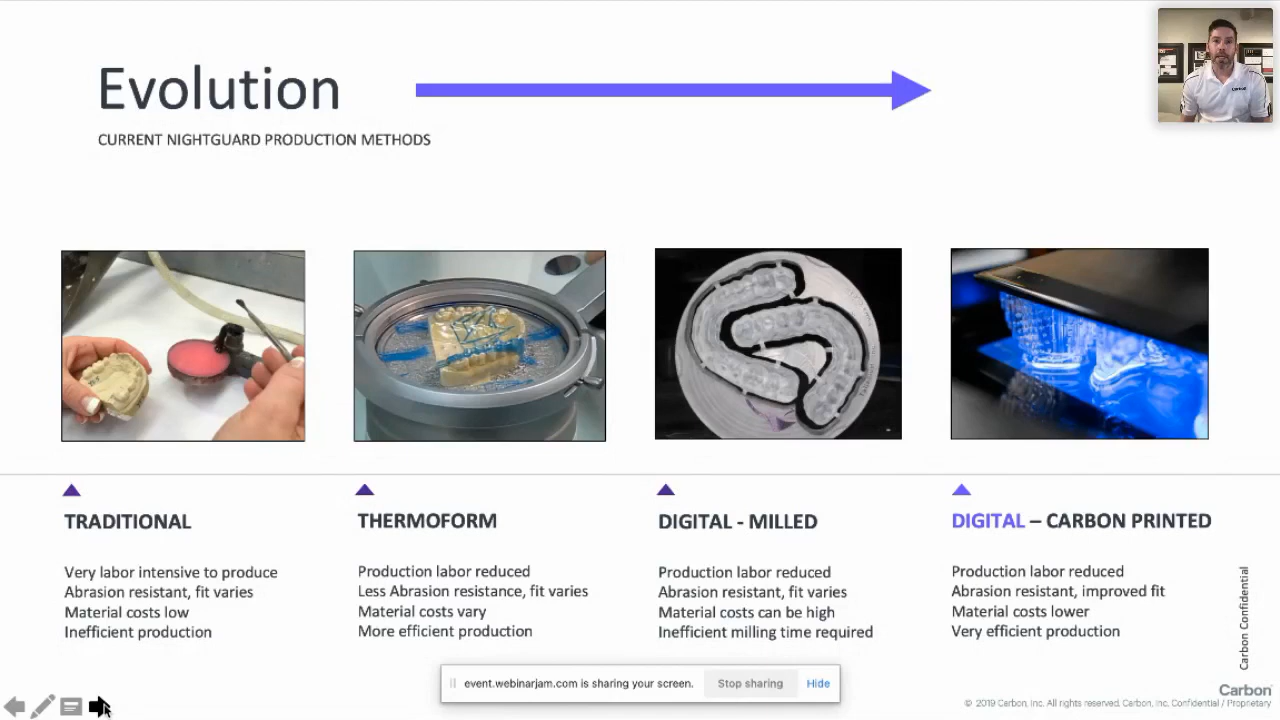 Evolution
CURRENT NIGHTGUARD PRODUCTION METHODS
TRADITIONAL
Very labor intensive to produce
Abrasion resistant, fit varies
Material costs low
Inefficient production
THERMOFORM
Production labor reduced
Less Abrasion resistance, fit varies
Material costs vary
More efficient production
DIGITAL - MILLED
Production labor reduced
Abrasion resistant, fit varies
Material costs can be high
Inefficient milling time required
DIGITAL – CARBON PRINTED
Production labor reduced
Abrasion resistant, improved fit
Material costs lower
Very efficient production
Carbon Confidential
event.webinarjam.com is sharing your screen.
Stop sharing
Hide
Carbon
© 2019 Carbon, Inc. All rights reserved. Carbon, Inc. Confidential / Proprietary